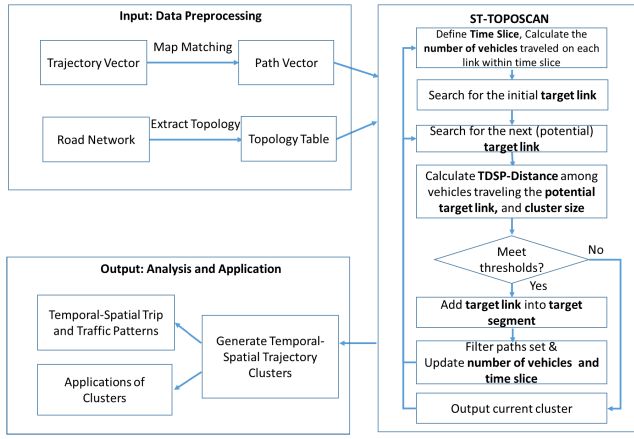 Input: Data Preprocessing
Trajectory Vector
Map Matching
Path Vector
Road Network
Extract Topology
Topology Table
ST-TOPOSCAN
Define Time Slice, Calculate the
number of vehicles traveled on each
link within time slice
Search for the initial target link
Search for the next (potential)
target link
Calculate TDSP-Distance among
vehicles traveling the potential
target link, and cluster size
Meet
thresholds?
No
Yes
Add target link into target
segment
Filter paths set &
Update number of vehicles and
time slice
Output current cluster
Output: Analysis and Application
Temporal-Spatial Trip
and Traffic Patterns
Applications of
Clusters
Generate Temporal-
Spatial Trajectory
Clusters